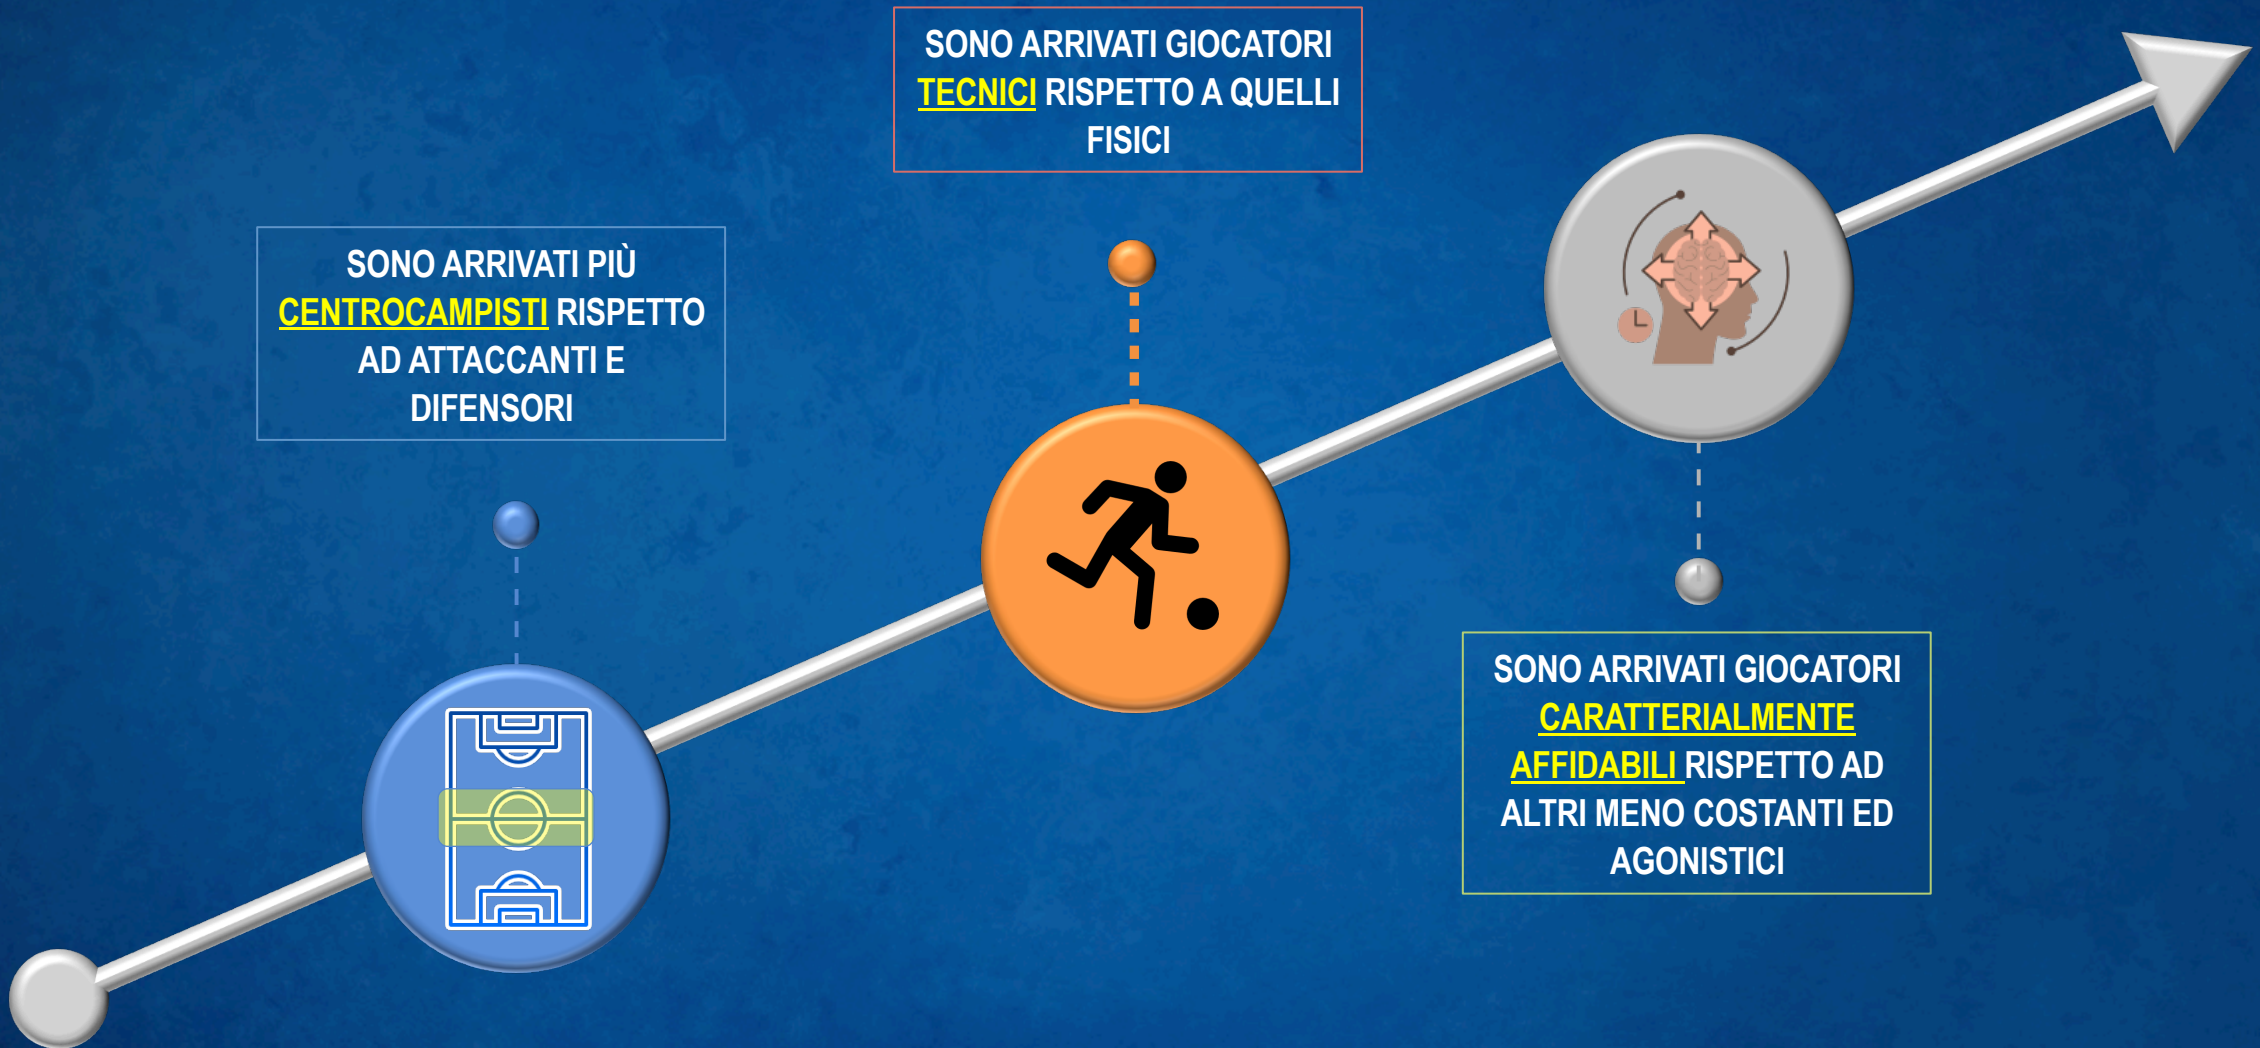 SONO ARRIVATI PIÙ
CENTROCAMPISTI RISPETTO
AD ATTACCANTI E
DIFENSORI
SONO ARRIVATI GIOCATORI
TECNICI RISPETTO A QUELLI
FISICI
SONO ARRIVATI GIOCATORI
CARATTERIALMENTE
AFFIDABILI RISPETTO AD
ALTRI MENO COSTANTI ED
AGONISTICI